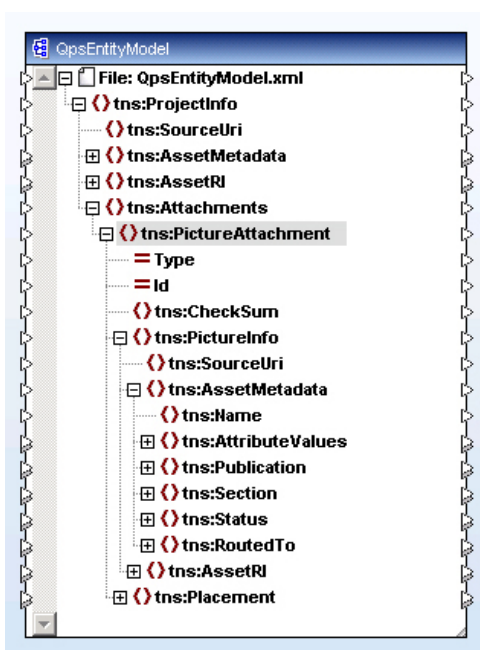 QpsEntityModel
File: QpsEntityModel.xml
tns:ProjectInfo
tns:SourceUri
tns:AssetMetadata
tns:AssetRI
tns:Attachments
tns:PictureAttachment
Type
Id
tns:CheckSum
tns:PictureInfo
tns:SourceUri
tns:AssetMetadata
tns:Name
tns:AttributeValues
tns:Publication
tns:Section
tns:Status
tns:RoutedTo
tns:AssetRI
tns:Placement